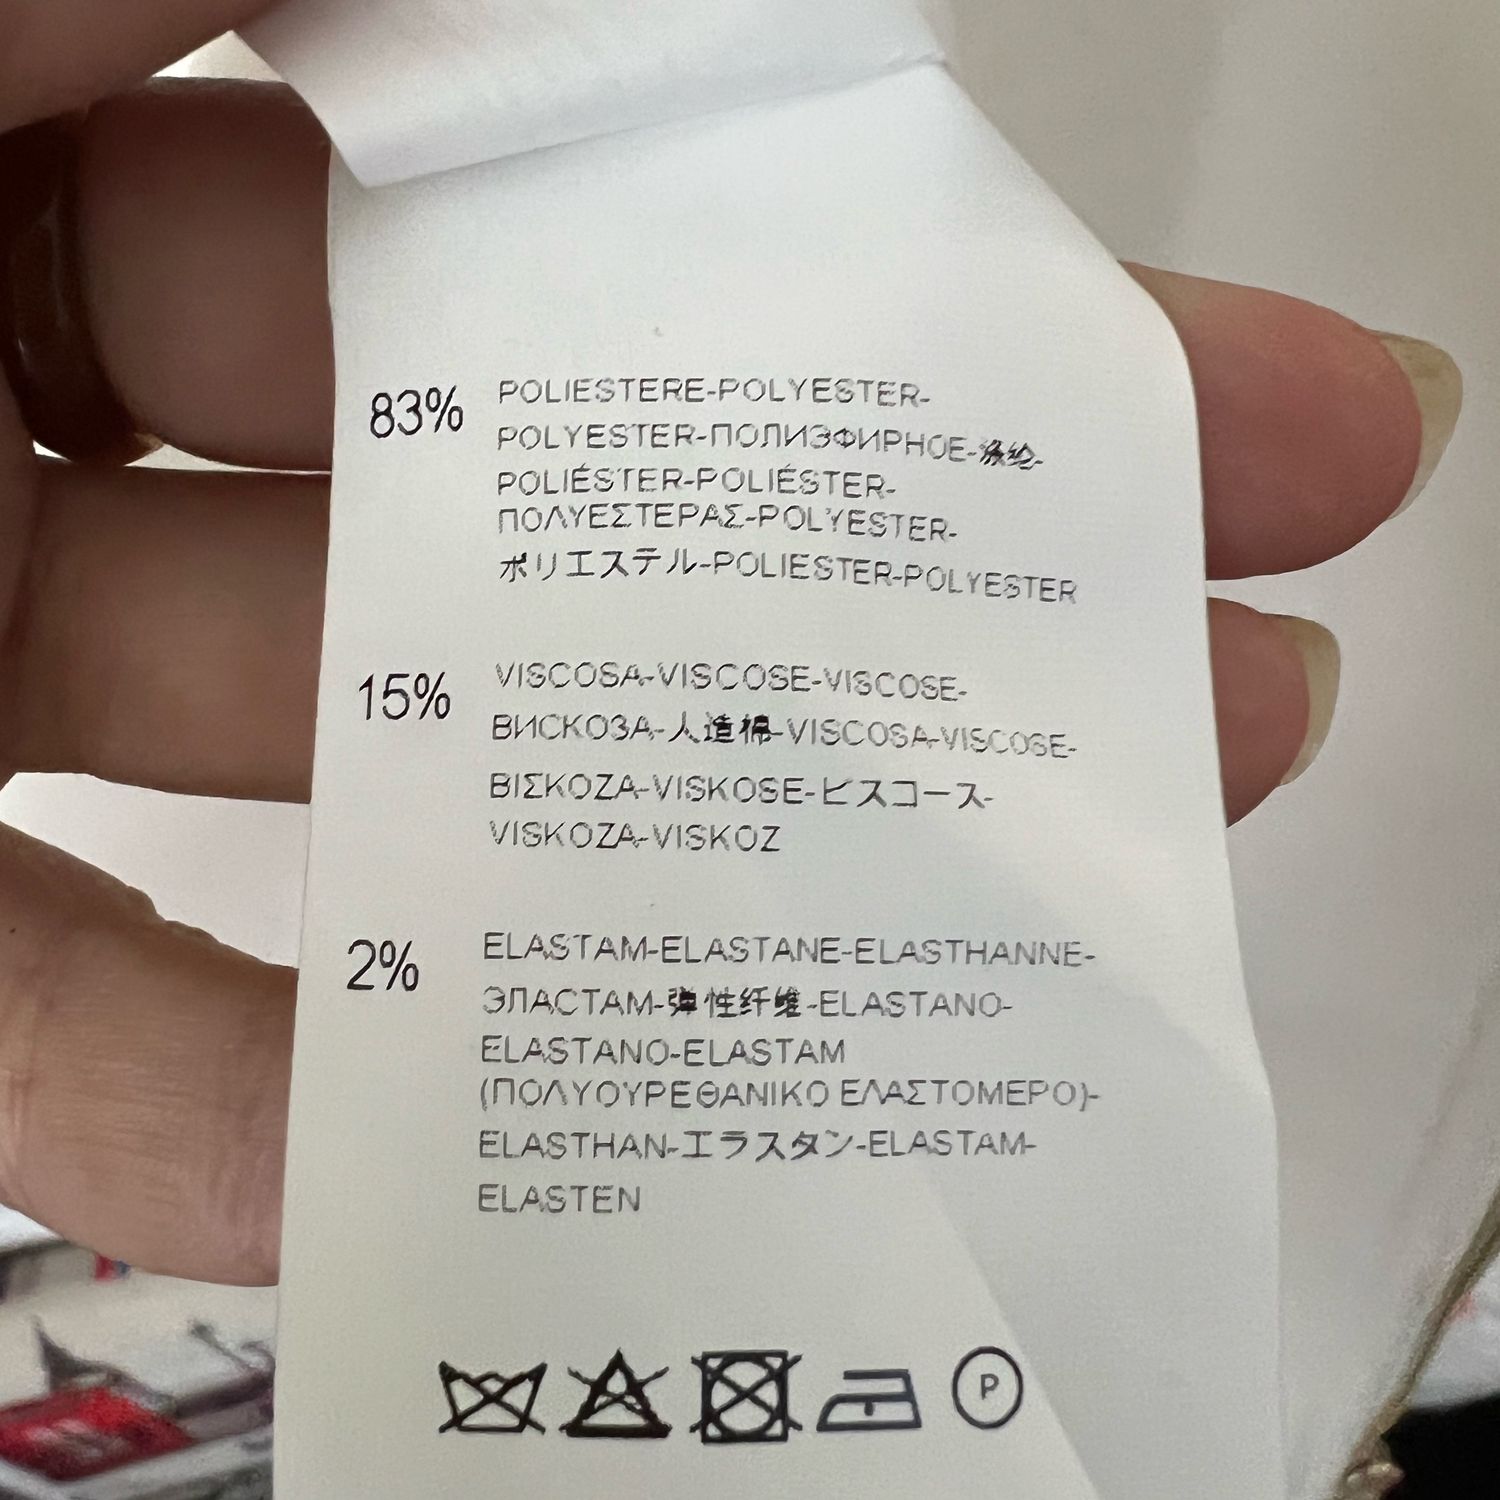 83% POLIESTERE-POLYESTER-
POLYESTER-ПОЛИЭФИРНОЕ-涤纶-
POLIÉSTER-POLIÉSTER-
ΠΟΛΥΕΣΤΕΡΑΣ-POLYESTER-
ポリエステル-POLIESTER-POLYESTER
15% VISCOSA-VISCOSE-VISCOSE-
ВИСКОЗА-人造棉-VISCOSA-VISCOSE-
ΒΙΣΚΟΖΑ-VISKOSE-ビスコース-
VISKOZA-VISKOZ
2% ELASTAM-ELASTANE-ELASTHANNE-
ЭЛАСТАМ-弹性纤维-ELASTANO-
ELASTANO-ELASTAM
(ΠΟΛΥΟΥΡΕΘΑΝΙΚΟ ΕΛΑΣΤΟΜΕΡΟ)-
ELASTHAN-エラスタン-ELASTAM-
ELASTEN
P